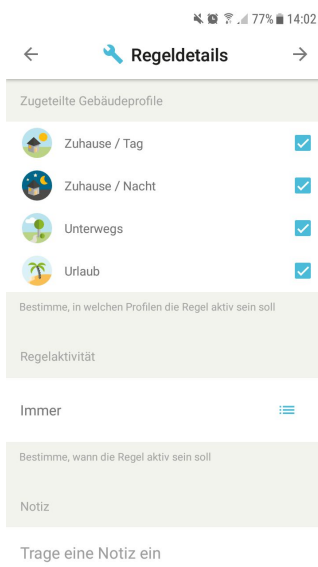 77% 14:02
Regeldetails
Zugeteilte Gebäudeprofile
Zuhause / Tag
Zuhause / Nacht
Unterwegs
Urlaub
Bestimme, in welchen Profilen die Regel aktiv sein soll
Regelaktivität
Immer
Bestimme, wann die Regel aktiv sein soll
Notiz
Trage eine Notiz ein